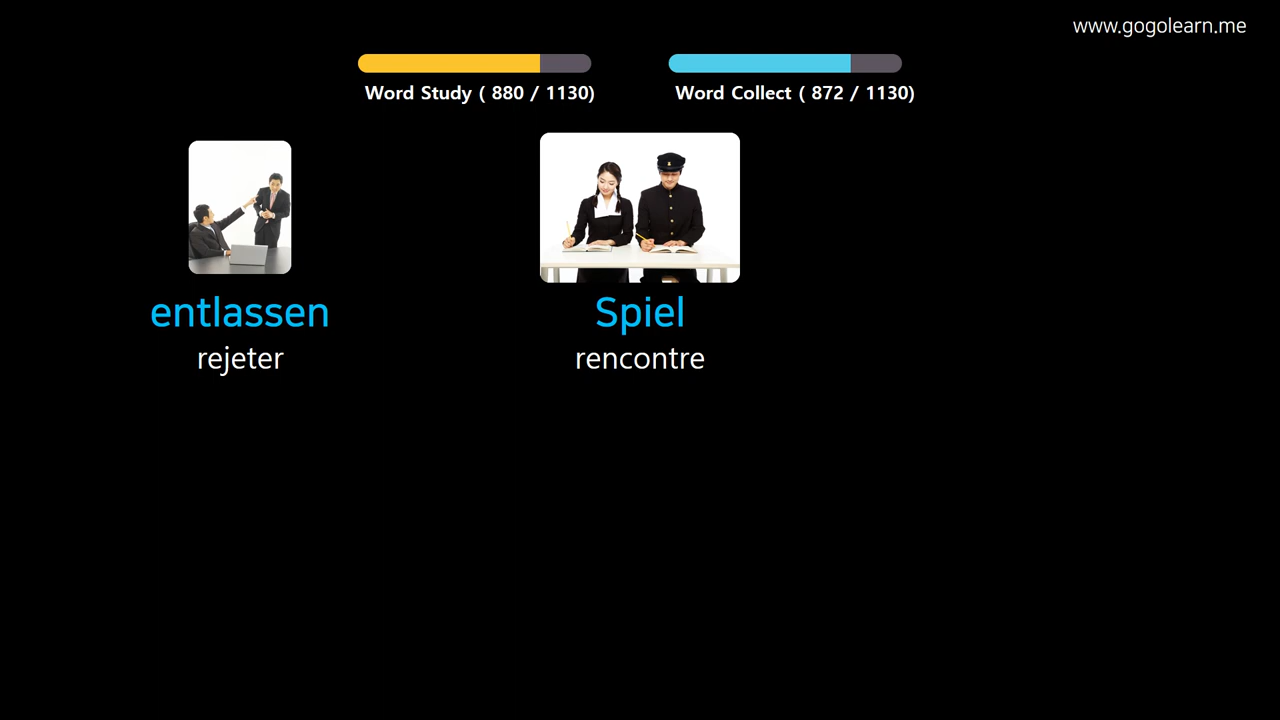 www.gogolearn.me
Word Study ( 880 / 1130)
Word Collect ( 872 / 1130)
entlassen
rejeter
Spiel
rencontre